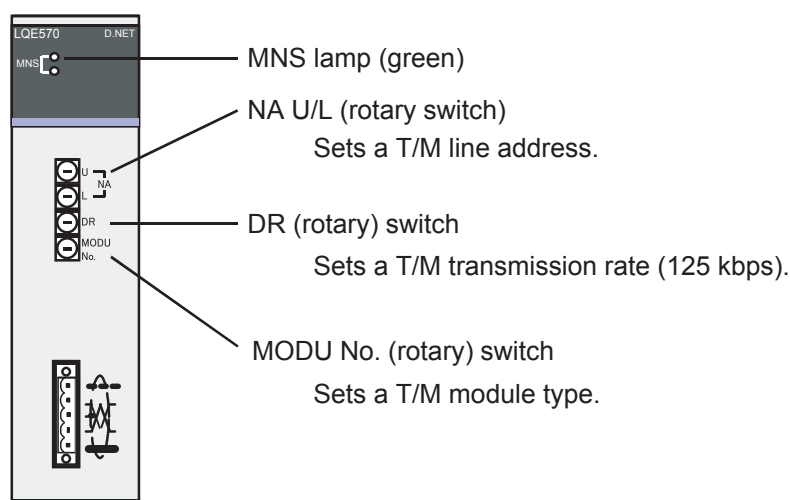 LQE570 D.NET
MNS
MNS lamp (green)
NA U/L (rotary switch)
Sets a T/M line address.
U
NA
L
DR
DR (rotary) switch
Sets a T/M transmission rate (125 kbps).
MODU
No.
MODU No. (rotary) switch
Sets a T/M module type.